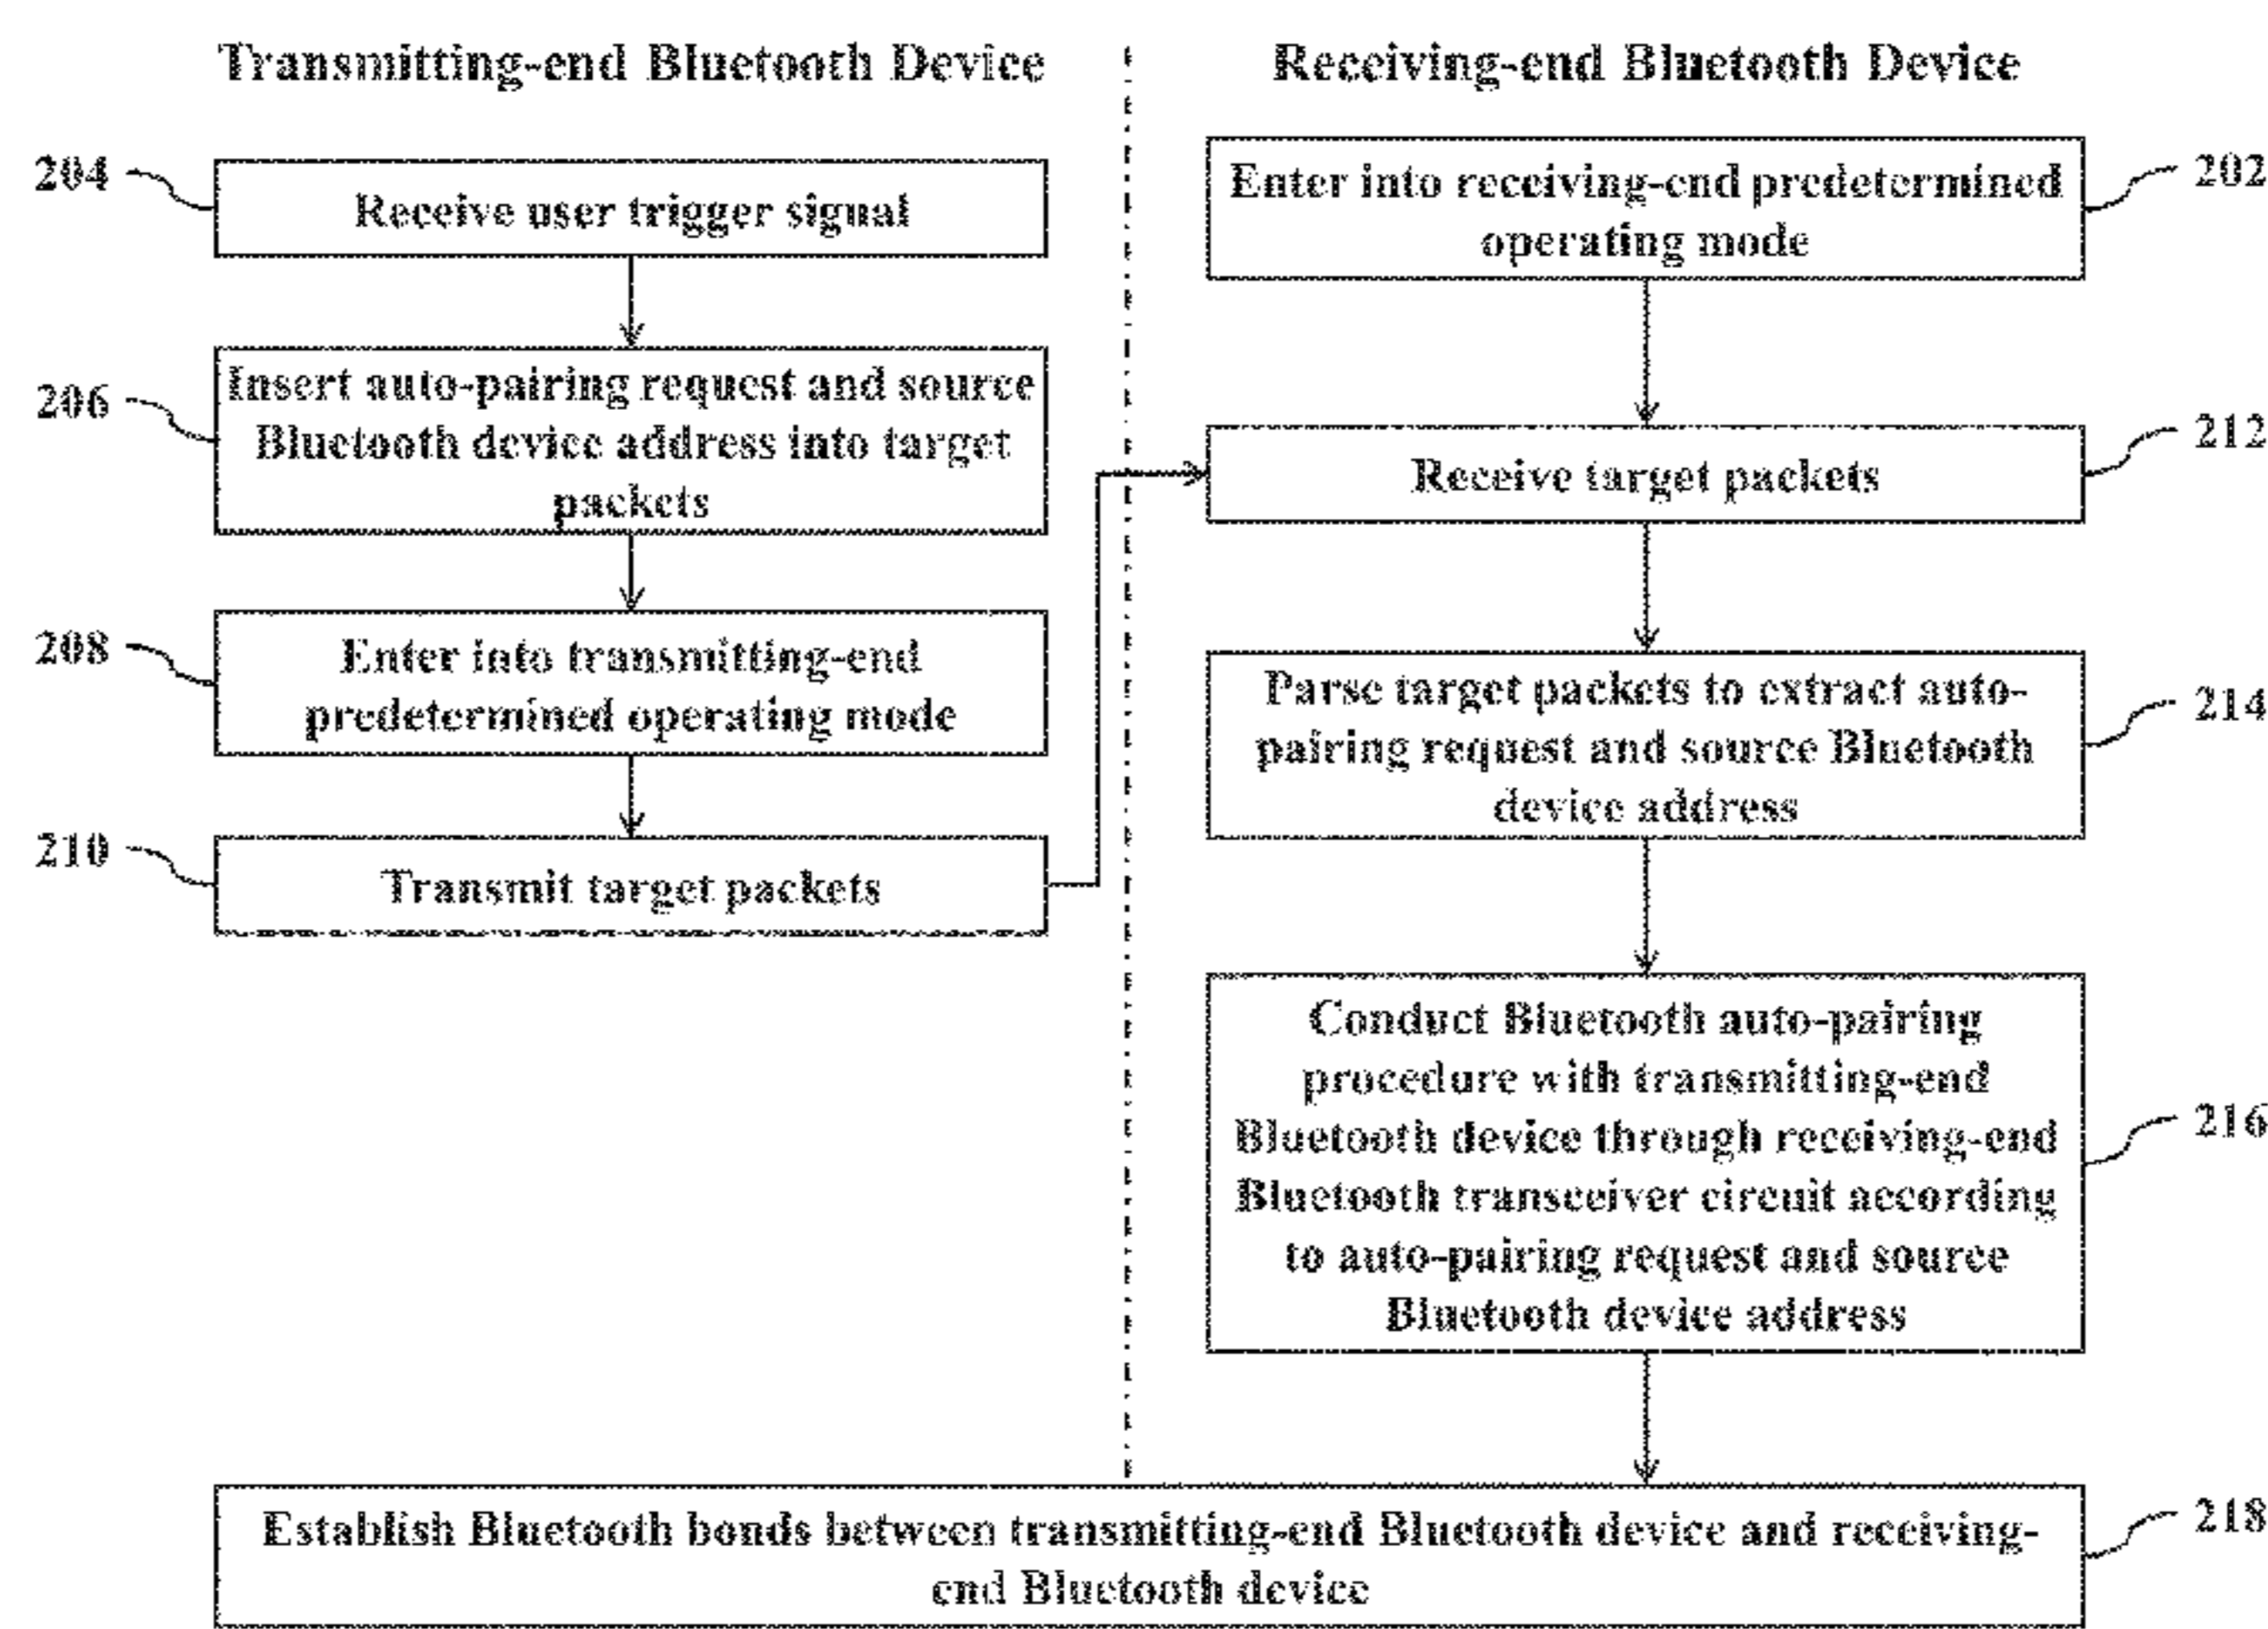 Transmitting-end Bluetooth Device
Receiving-end Bluetooth Device
204
Receive user trigger signal
206
Insert auto-pairing request and source
Bluetooth device address into target
packets
208
Enter into transmitting-end
predetermined operating mode
210
Transmit target packets
Enter into receiving-end predetermined
operating mode
202
Receive target packets
212
Parse target packets to extract auto-
pairing request and source Bluetooth
device address
214
Conduct Bluetooth auto-pairing
procedure with transmitting-end
Bluetooth device through receiving-end
Bluetooth transceiver circuit according
to auto-pairing request and source
Bluetooth device address
216
Establish Bluetooth bonds between transmitting-end Bluetooth device and receiving-
end Bluetooth device
218